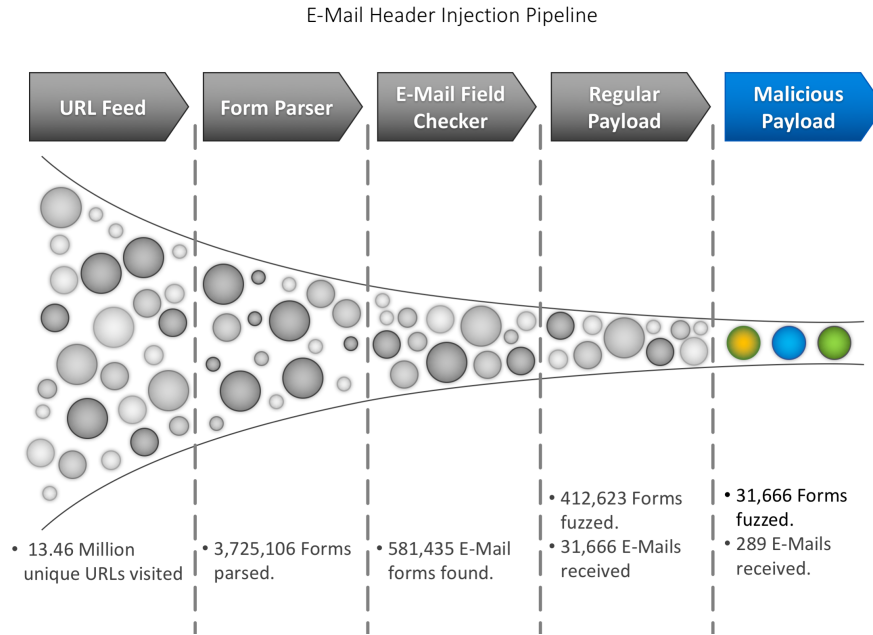 E-Mail Header Injection Pipeline
URL Feed
Form Parser
E-Mail Field
Checker
Regular
Payload
Malicious
Payload
• 13.46 Million
unique URLs visited
• 3,725,106 Forms
parsed.
• 581,435 E-Mail
forms found.
• 412,623 Forms
fuzzed.
• 31,666 E-Mails
received
• 31,666 Forms
fuzzed.
• 289 E-Mails
received.